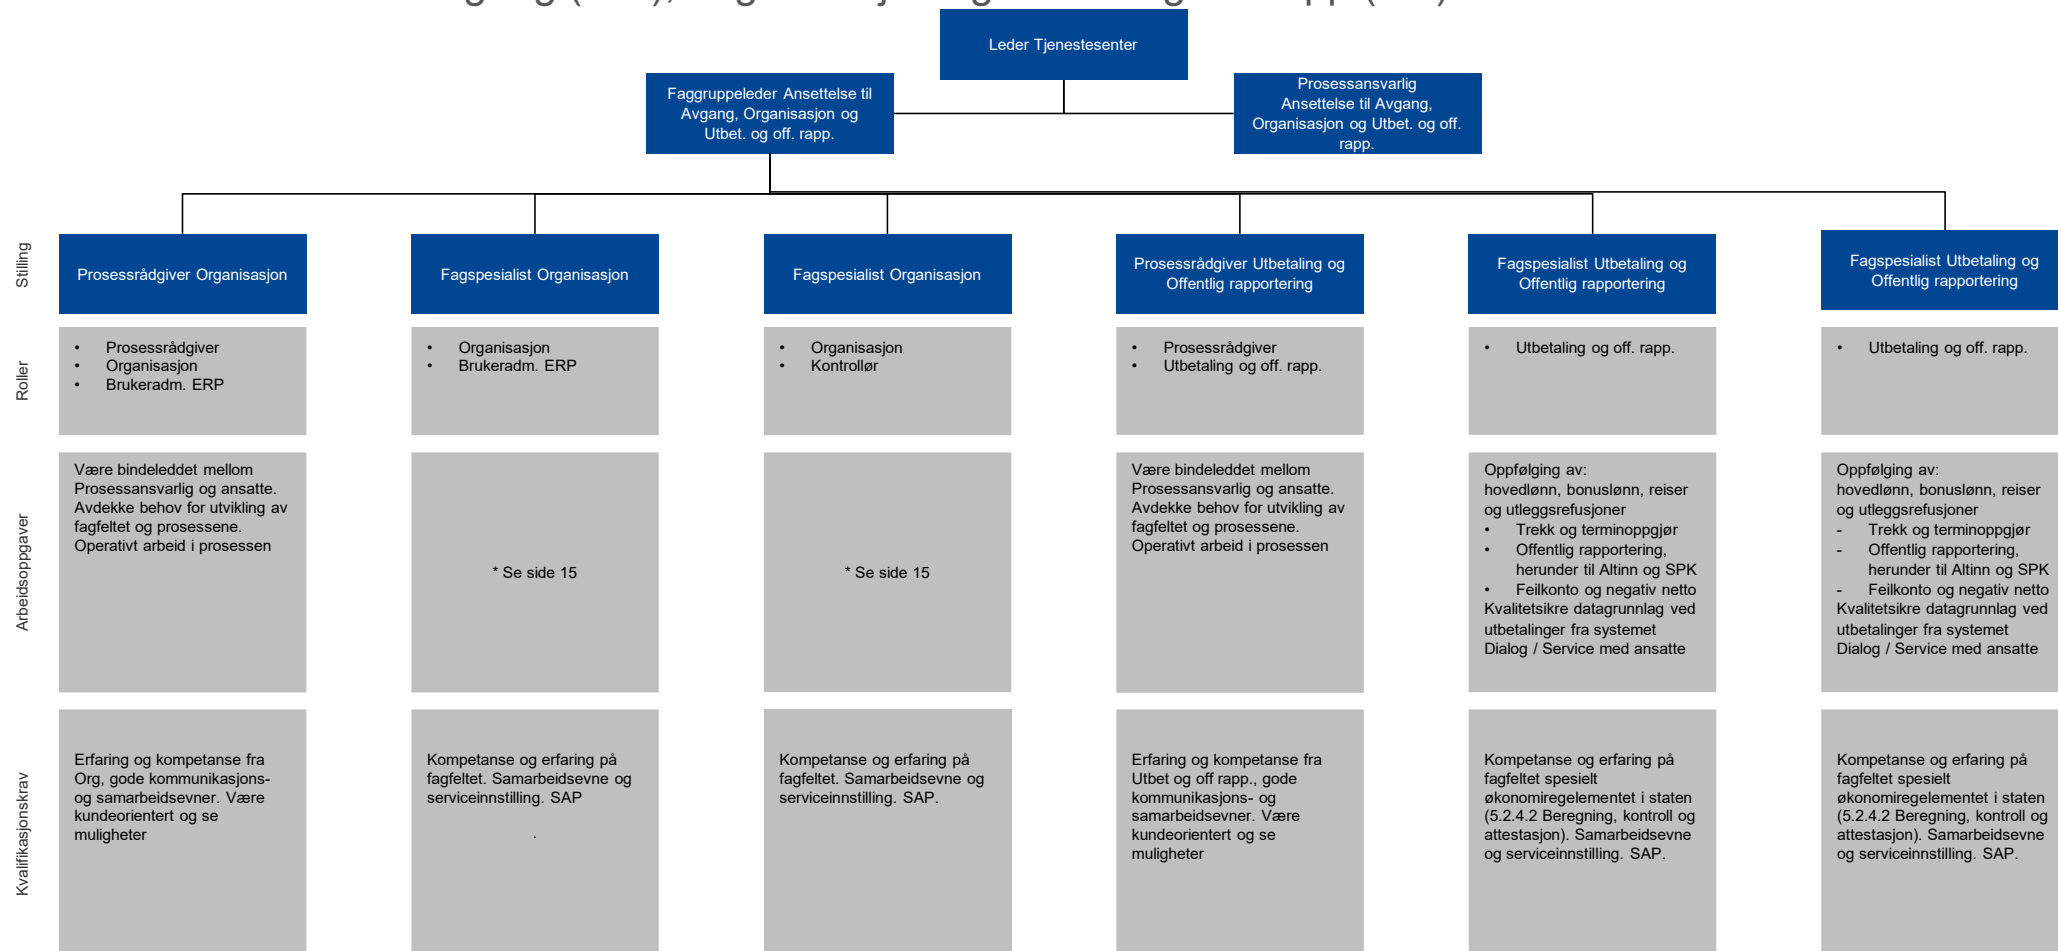 Leder Tjenestesenter
Faggruppeleder Ansettelse til
Avgang, Organisasjon og
Utbet. og off. rapp.
Prosessansvarlig
Ansettelse til Avgang,
Organisasjon og Utbet. og off.
rapp.
Stilling
Prosessrådgiver Organisasjon
Fagspesialist Organisasjon
Fagspesialist Organisasjon
Prosessrådgiver Utbetaling og
Offentlig rapportering
Fagspesialist Utbetaling og
Offentlig rapportering
Fagspesialist Utbetaling og
Offentlig rapportering
Roller
• Prosessrådgiver
• Organisasjon
• Brukeradm. ERP
• Organisasjon
• Brukeradm. ERP
• Organisasjon
• Kontrollør
• Prosessrådgiver
• Utbetaling og off. rapp.
• Utbetaling og off. rapp.
• Utbetaling og off. rapp.
Arbeidsoppgaver
Være bindeleddet mellom
Prosessansvarlig og ansatte.
Avdekke behov for utvikling av
fagfeltet og prosessene.
Operativt arbeid i prosessen
* Se side 15
* Se side 15
Være bindeleddet mellom
Prosessansvarlig og ansatte.
Avdekke behov for utvikling av
fagfeltet og prosessene.
Operativt arbeid i prosessen
Oppfølging av:
hovedlønn, bonuslønn, reiser
og utleggsrefusjoner
• Trekk og terminoppgjør
• Offentlig rapportering,
herunder til Altinn og SPK
• Feilkonto og negativ netto
Kvalitetsikre datagrunnlag ved
utbetalinger fra systemet
Dialog / Service med ansatte
Oppfølging av:
hovedlønn, bonuslønn, reiser
og utleggsrefusjoner
- Trekk og terminoppgjør
- Offentlig rapportering,
herunder til Altinn og SPK
- Feilkonto og negativ netto
Kvalitetsikre datagrunnlag ved
utbetalinger fra systemet
Dialog / Service med ansatte
Kvalifikasjonskrav
Erfaring og kompetanse fra
Org, gode kommunikasjons-
og samarbeidsevner. Være
kundeorientert og se
muligheter
Kompetanse og erfaring på
fagfeltet. Samarbeidsevne og
serviceinnstilling. SAP
.
Kompetanse og erfaring på
fagfeltet. Samarbeidsevne og
serviceinnstilling. SAP.
Erfaring og kompetanse fra
Utbet og off rapp., gode
kommunikasjons- og
samarbeidsevner. Være
kundeorientert og se
muligheter
Kompetanse og erfaring på
fagfeltet spesielt
økonomiregelementet i staten
(5.2.4.2 Beregning, kontroll og
attestasjon). Samarbeidsevne
og serviceinnstilling. SAP.
Kompetanse og erfaring på
fagfeltet spesielt
økonomiregelementet i staten
(5.2.4.2 Beregning, kontroll og
attestasjon). Samarbeidsevne
og serviceinnstilling. SAP.